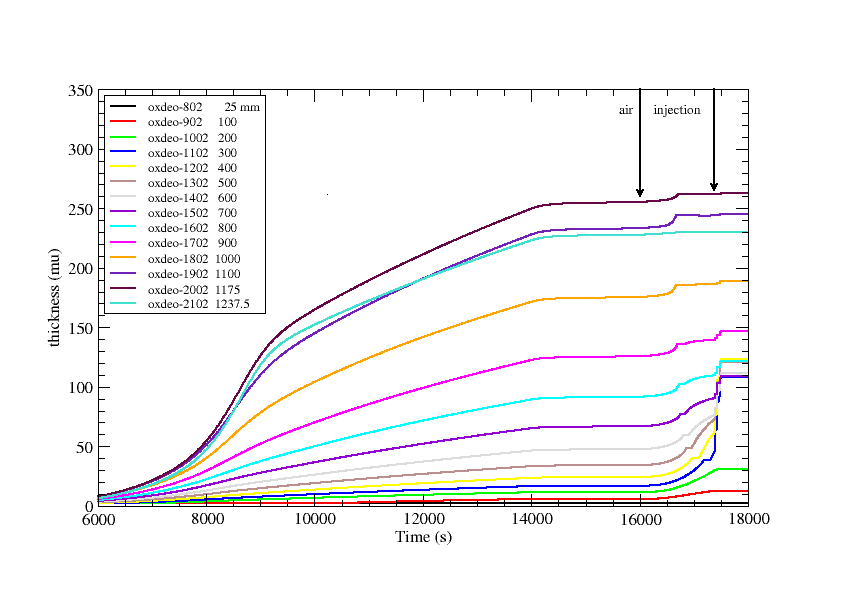 350
300
250
200
150
100
50
0
thickness (mu)
oxdeo-802 25 mm
oxdeo-902 100
oxdeo-1002 200
oxdeo-1102 300
oxdeo-1202 400
oxdeo-1302 500
oxdeo-1402 600
oxdeo-1502 700
oxdeo-1602 800
oxdeo-1702 900
oxdeo-1802 1000
oxdeo-1902 1100
oxdeo-2002 1175
oxdeo-2102 1237.5
air injection
6000 8000 10000 12000 14000 16000 18000
Time (s)